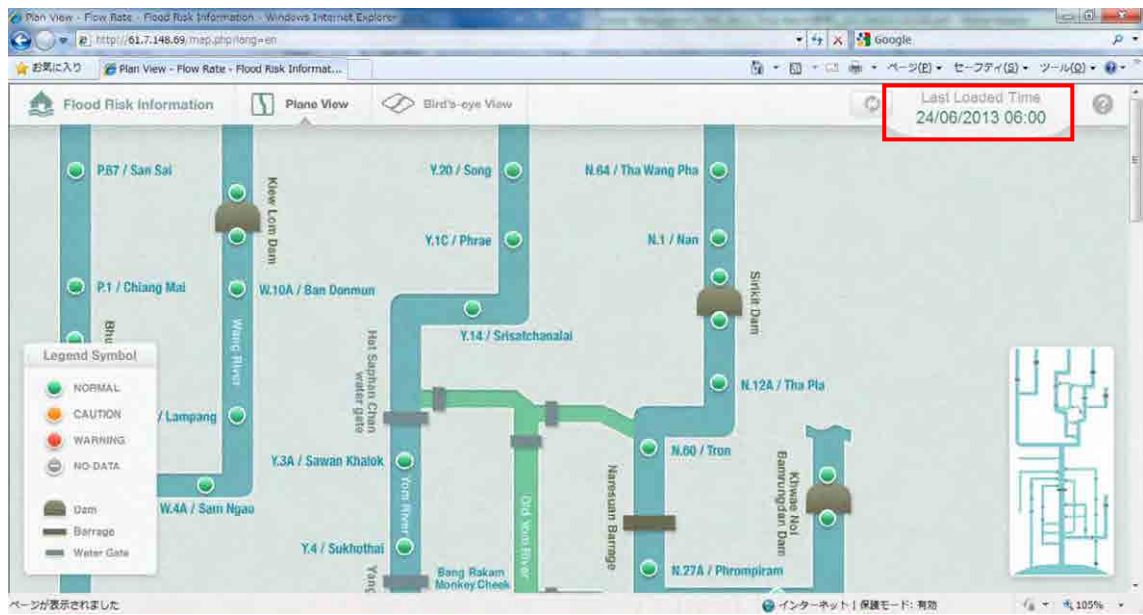 Plan View - Flow Rate - Flood Risk Information - Windows Internet Explorer
http://61.7.148.69/map.php?lang=en
Google
お気に入り
Plan View - Flow Rate - Flood Risk Informat...
ページ(P)
セーフティ(S)
ツール(O)
Flood Risk Information
Plane View
Bird's-eye View
Last Loaded Time
24/06/2013 06:00
P.67 / San Sai
Y.20 / Song
N.64 / Tha Wang Pha
Kiew Lom Dam
Y.1C / Phrae
N.1 / Nan
P.1 / Chiang Mai
W.10A / Ban Donmun
Sirikit Dam
Bhu
Wang River
Y.14 / Srisatchanalai
Hat Saphan Chan
water gate
N.12A / Tha Pla
Legend Symbol
NORMAL
CAUTION
WARNING
NO-DATA
Dam
Barrage
Water Gate
/ Lampang
W.4A / Sam Ngao
Y.3A / Sawan Khalok
Yom River
Y.4 / Sukhothai
Yang
Old Yom River
Bang Rakam
Monkey Cheek
N.60 / Tron
Naresuan Barrage
Khwae Noi
Bamrungdan Dam
N.27A / Phrompiram
ページが表示されました
インターネット | 保護モード: 有効
105%